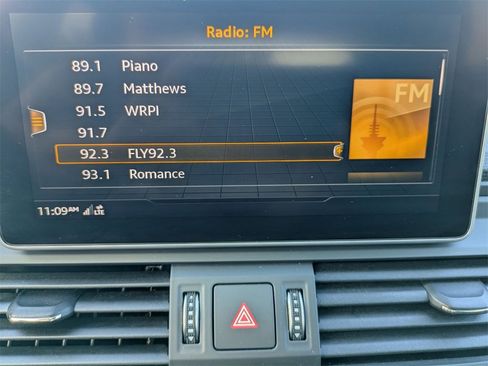 Radio: FM
89.1 Piano
89.7 Matthews
91.5 WRPI
91.7
92.3 FLY92.3
93.1 Romance
FM
11:09AM LTE